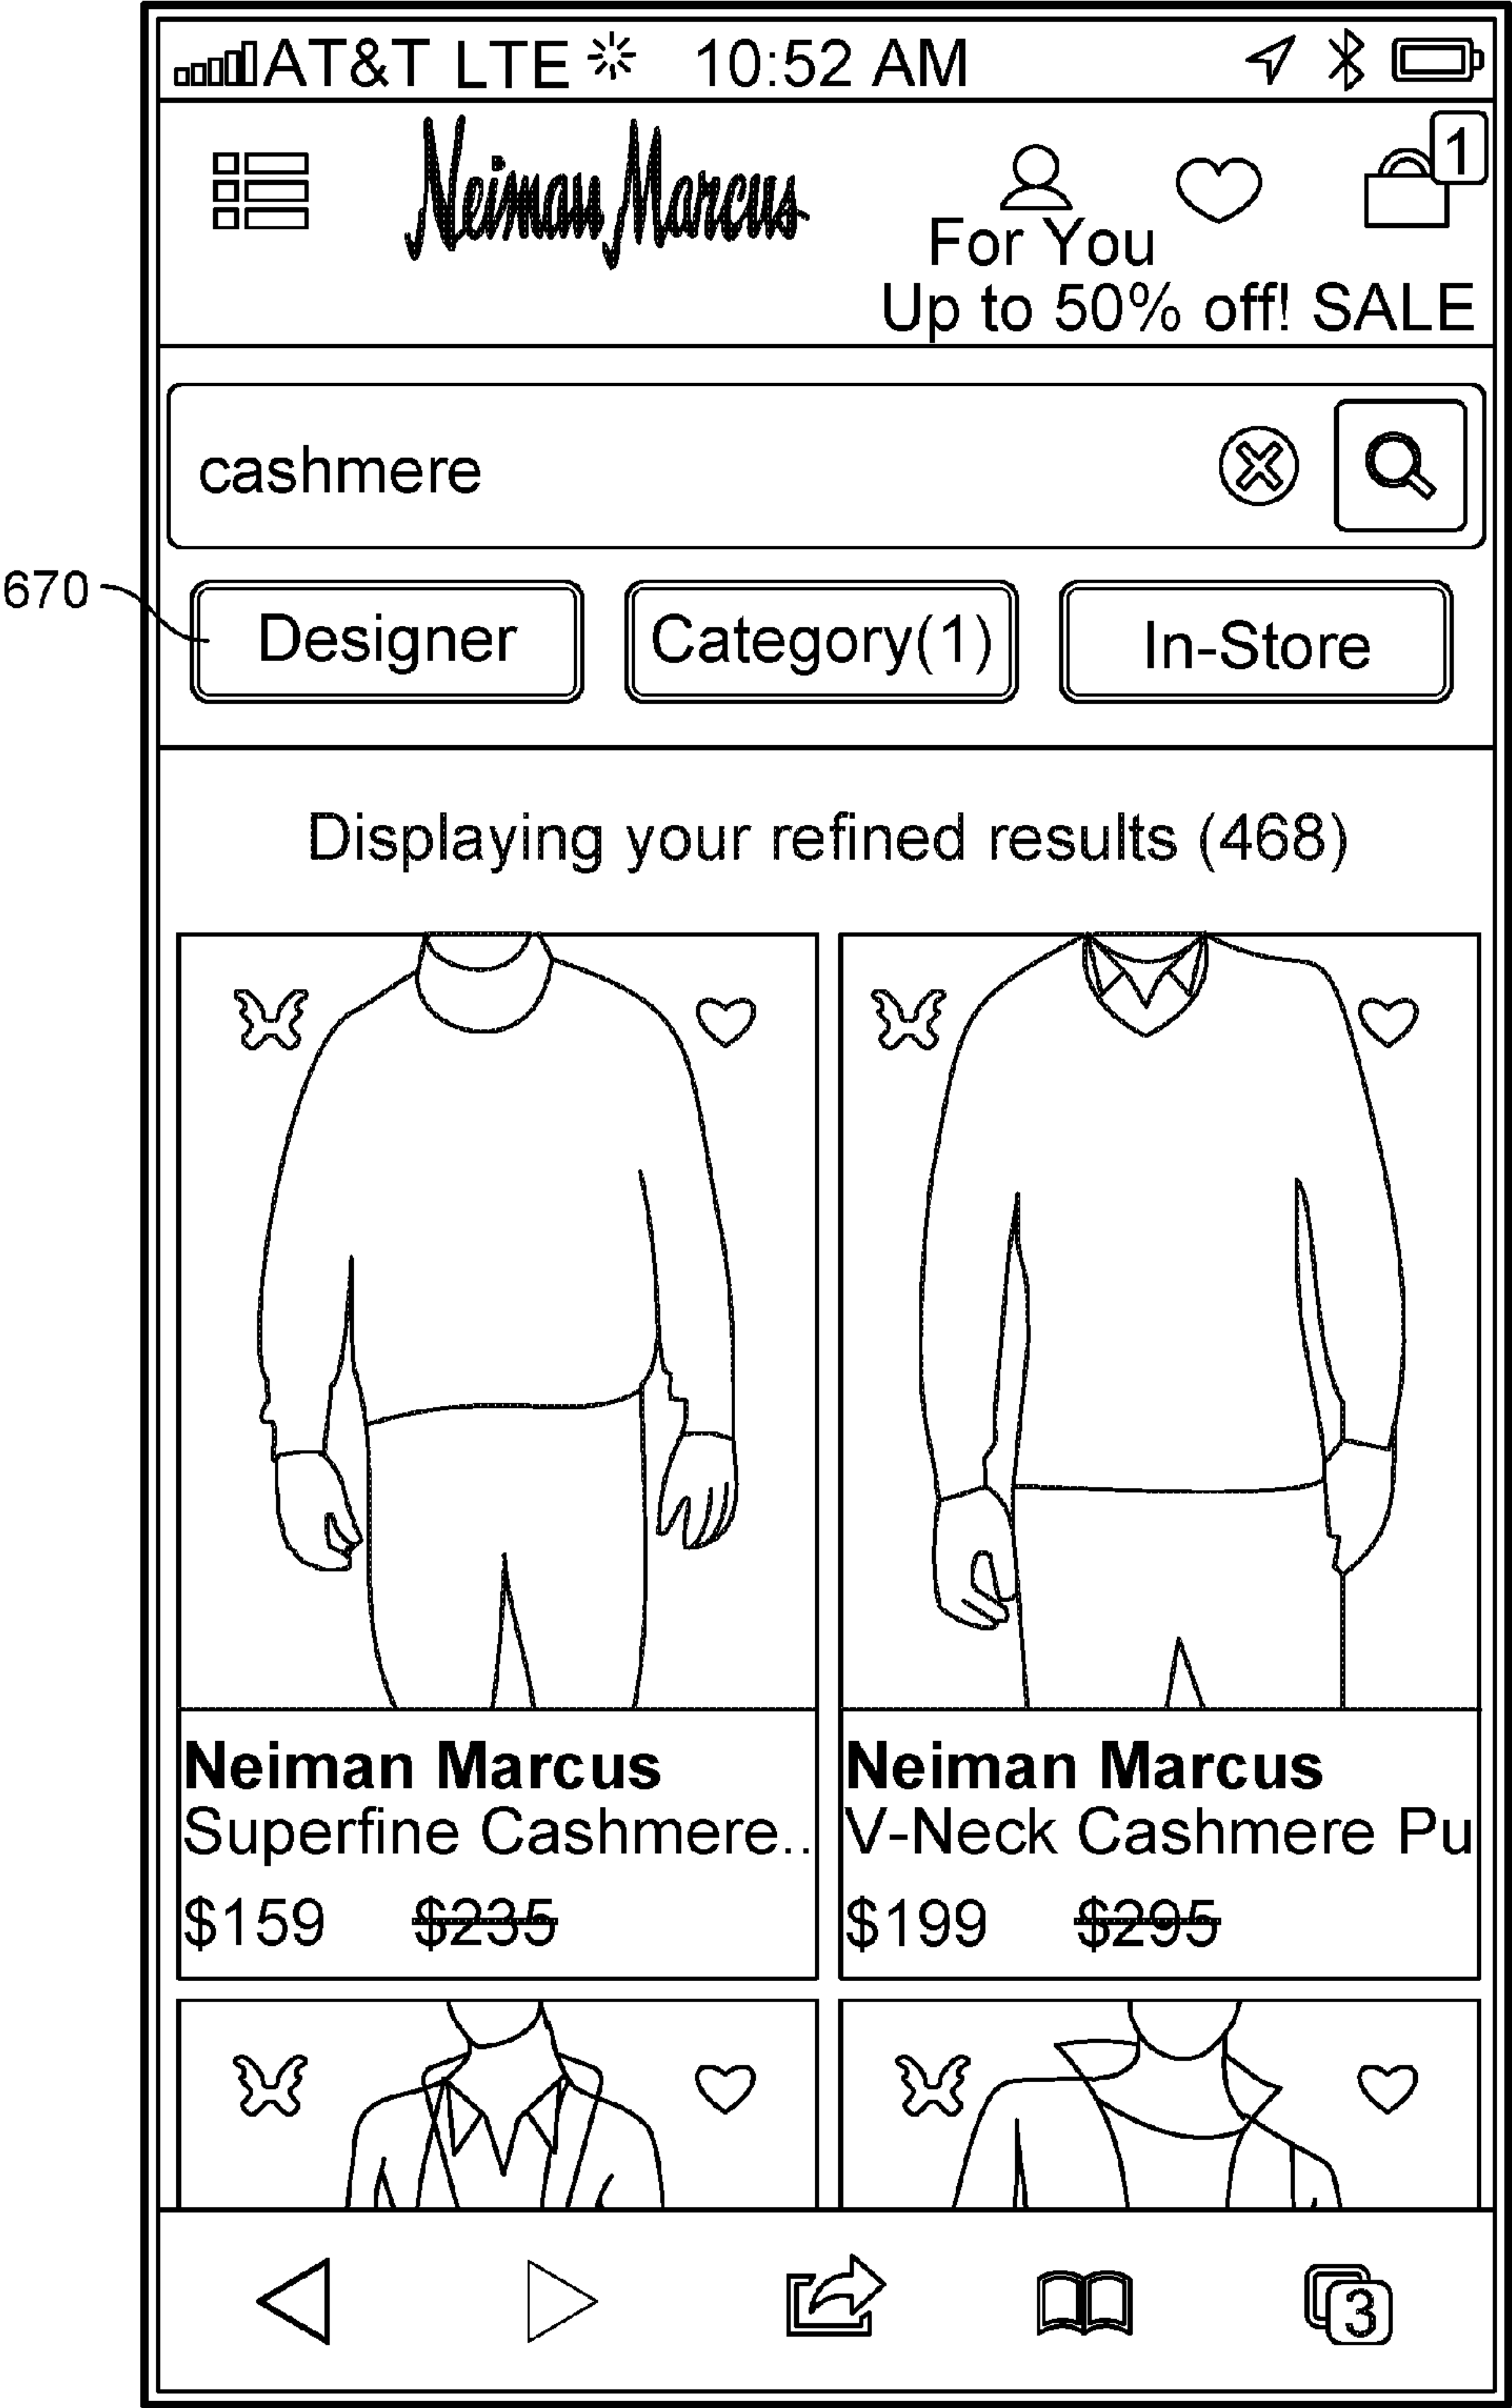 AT&T LTE 10:52 AM
1
Neiman Marcus
For You
Up to 50% off! SALE
cashmere
670
Designer Category(1) In-Store
Displaying your refined results (468)
Neiman Marcus Neiman Marcus
Superfine Cashmere.. V-Neck Cashmere Pu
$159 $235 $199 $295
3